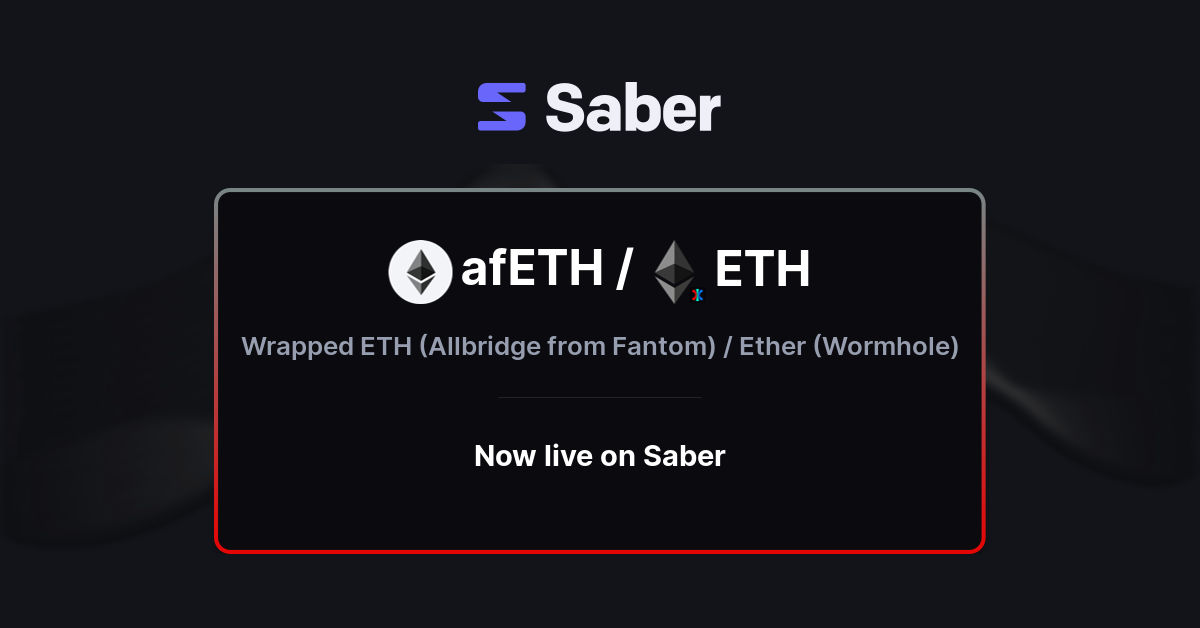 Saber
afETH / ETH
Wrapped ETH (Allbridge from Fantom) / Ether (Wormhole)
Now live on Saber